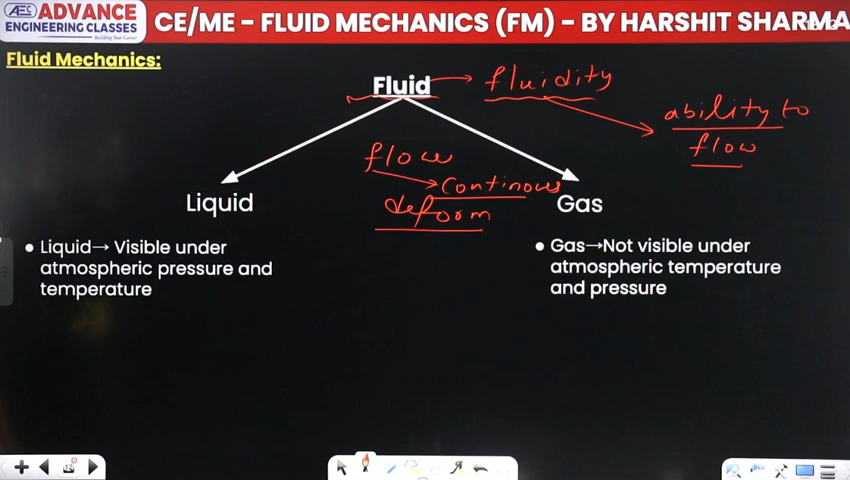 AEC ADVANCE
ENGINEERING CLASSES
Building Your Career
CE/ME - FLUID MECHANICS (FM) - BY HARSHIT SHARMA
Fluid Mechanics:
Fluid
fluidity
ability to
flow
flow
continous
deform
Liquid
Gas
• Liquid→ Visible under
atmospheric pressure and
temperature
• Gas→Not visible under
atmospheric temperature
and pressure